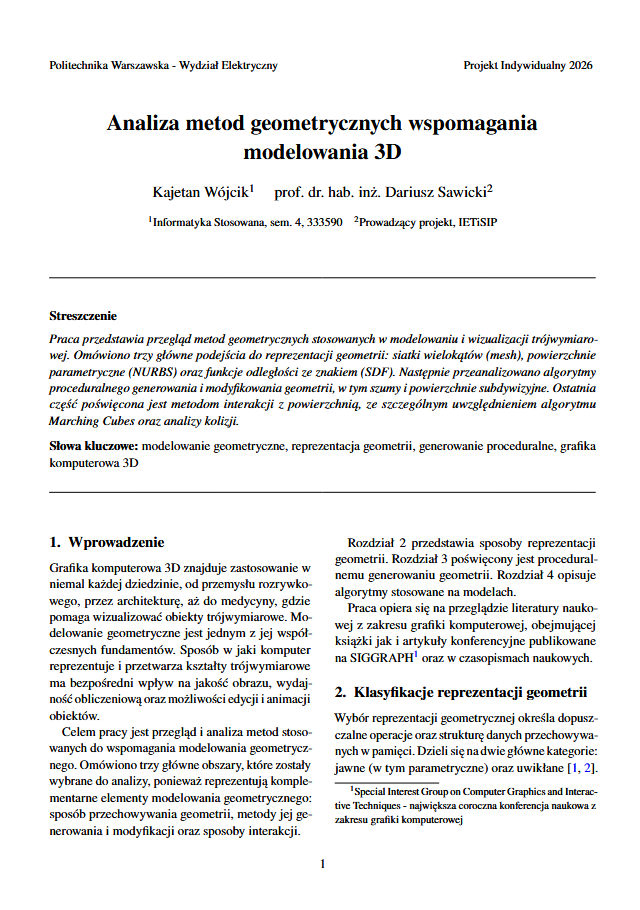 Politechnika Warszawska - Wydział Elektryczny
Projekt Indywidualny 2026
Analiza metod geometrycznych wspomagania
modelowania 3D
Kajetan Wójcik1 prof. dr. hab. inż. Dariusz Sawicki2
1Informatyka Stosowana, sem. 4, 333590 2Prowadzący projekt, IETiSIP
Streszczenie
Praca przedstawia przegląd metod geometrycznych stosowanych w modelowaniu i wizualizacji trójwymiaro-
wej. Omówiono trzy główne podejścia do reprezentacji geometrii: siatki wielokątów (mesh), powierzchnie
parametryczne (NURBS) oraz funkcje odległości ze znakiem (SDF). Następnie przeanalizowano algorytmy
proceduralnego generowania i modyfikowania geometrii, w tym szumy i powierzchnie subdywizyjne. Ostatnia
część poświęcona jest metodom interakcji z powierzchnią, ze szczególnym uwzględnieniem algorytmu
Marching Cubes oraz analizy kolizji.
Słowa kluczowe: modelowanie geometryczne, reprezentacja geometrii, generowanie proceduralne, grafika
komputerowa 3D
1. Wprowadzenie
Grafika komputerowa 3D znajduje zastosowanie w
niemal każdej dziedzinie, od przemysłu rozrywko-
wego, przez architekturę, aż do medycyny, gdzie
pomaga wizualizować obiekty trójwymiarowe. Mo-
delowanie geometryczne jest jednym z jej współ-
czesnych fundamentów. Sposób w jaki komputer
reprezentuje i przetwarza kształty trójwymiarowe
ma bezpośredni wpływ na jakość obrazu, wydaj-
ność obliczeniową oraz możliwości edycji i animacji
obiektów.
Celem pracy jest przegląd i analiza metod stoso-
wanych do wspomagania modelowania geometrycz-
nego. Omówiono trzy główne obszary, które zostały
wybrane do analizy, ponieważ reprezentują komple-
mentarne elementy modelowania geometrycznego:
sposób przechowywania geometrii, metody jej ge-
nerowania i modyfikacji oraz sposoby interakcji.
Rozdział 2 przedstawia sposoby reprezentacji
geometrii. Rozdział 3 poświęcony jest procedural-
nemu generowaniu geometrii. Rozdział 4 opisuje
algorytmy stosowane na modelach.
Praca opiera się na przeglądzie literatury nauko-
wej z zakresu grafiki komputerowej, obejmującej
książki jak i artykuły konferencyjne publikowane
na SIGGRAPH1 oraz w czasopismach naukowych.
2. Klasyfikacje reprezentacji geometrii
Wybór reprezentacji geometrycznej określa dopusz-
czalne operacje oraz strukturę danych przechowywa-
nych w pamięci. Dzieli się na dwie główne kategorie:
jawne (w tym parametryczne) oraz uwikłane [1, 2].
1Special Interest Group on Computer Graphics and Interac-
tive Techniques - największa coroczna konferencja naukowa z
zakresu grafiki komputerowej
1